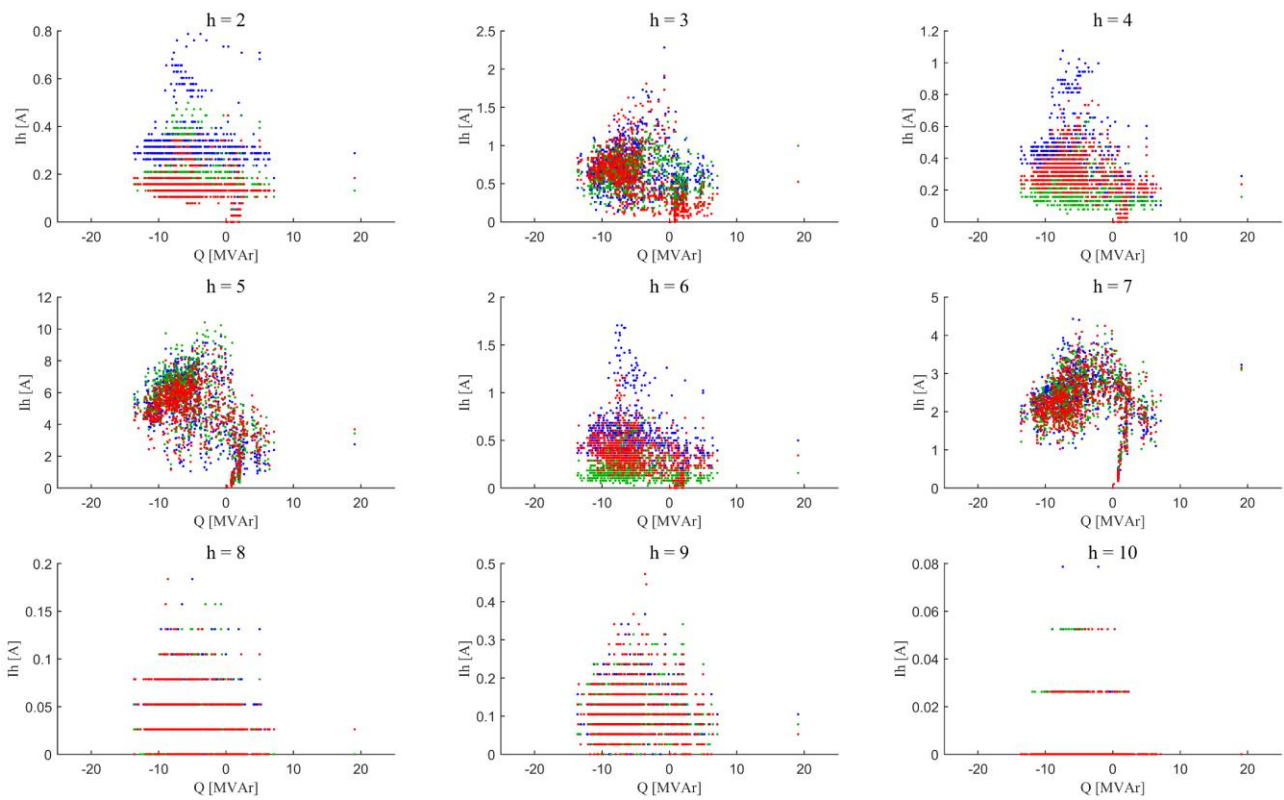 h = 2
0.8
0.6
0.4
0.2
0
Ih [A]
-20 -10 0 10 20
Q [MVAr]
h = 3
2.5
2
1.5
1
0.5
0
Ih [A]
-20 -10 0 10 20
Q [MVAr]
h = 4
1.2
1
0.8
0.6
0.4
0.2
0
Ih [A]
-20 -10 0 10 20
Q [MVAr]
h = 5
12
10
8
6
4
2
0
Ih [A]
-20 -10 0 10 20
Q [MVAr]
h = 6
2
1.5
1
0.5
0
Ih [A]
-20 -10 0 10 20
Q [MVAr]
h = 7
5
4
3
2
1
0
Ih [A]
-20 -10 0 10 20
Q [MVAr]
h = 8
0.2
0.15
0.1
0.05
0
Ih [A]
-20 -10 0 10 20
Q [MVAr]
h = 9
0.5
0.4
0.3
0.2
0.1
0
Ih [A]
-20 -10 0 10 20
Q [MVAr]
h = 10
0.08
0.06
0.04
0.02
0
Ih [A]
-20 -10 0 10 20
Q [MVAr]